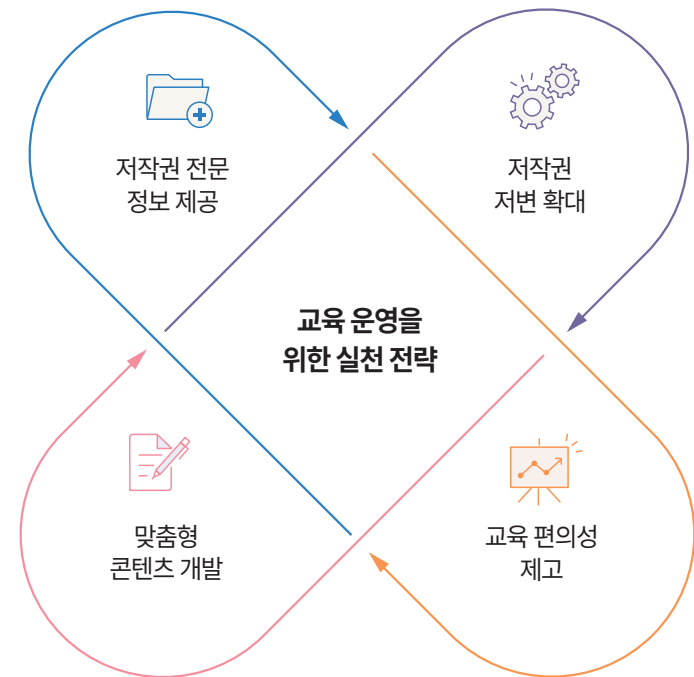 저작권 전문
정보 제공
저작권
저변 확대
교육 운영을
위한 실천 전략
맞춤형
콘텐츠 개발
교육 편의성
제고